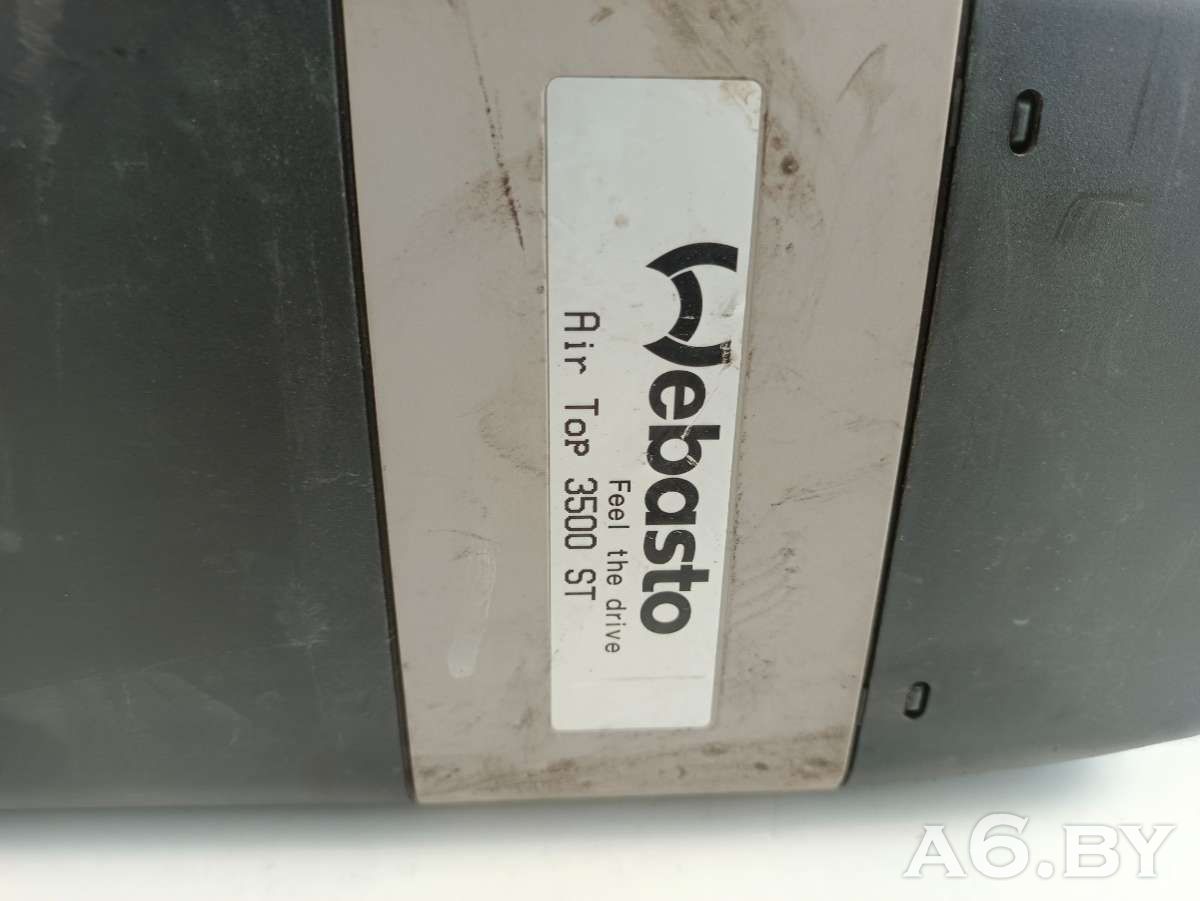 Webasto
Feel the drive
Air Top 3500 ST
A6.BY